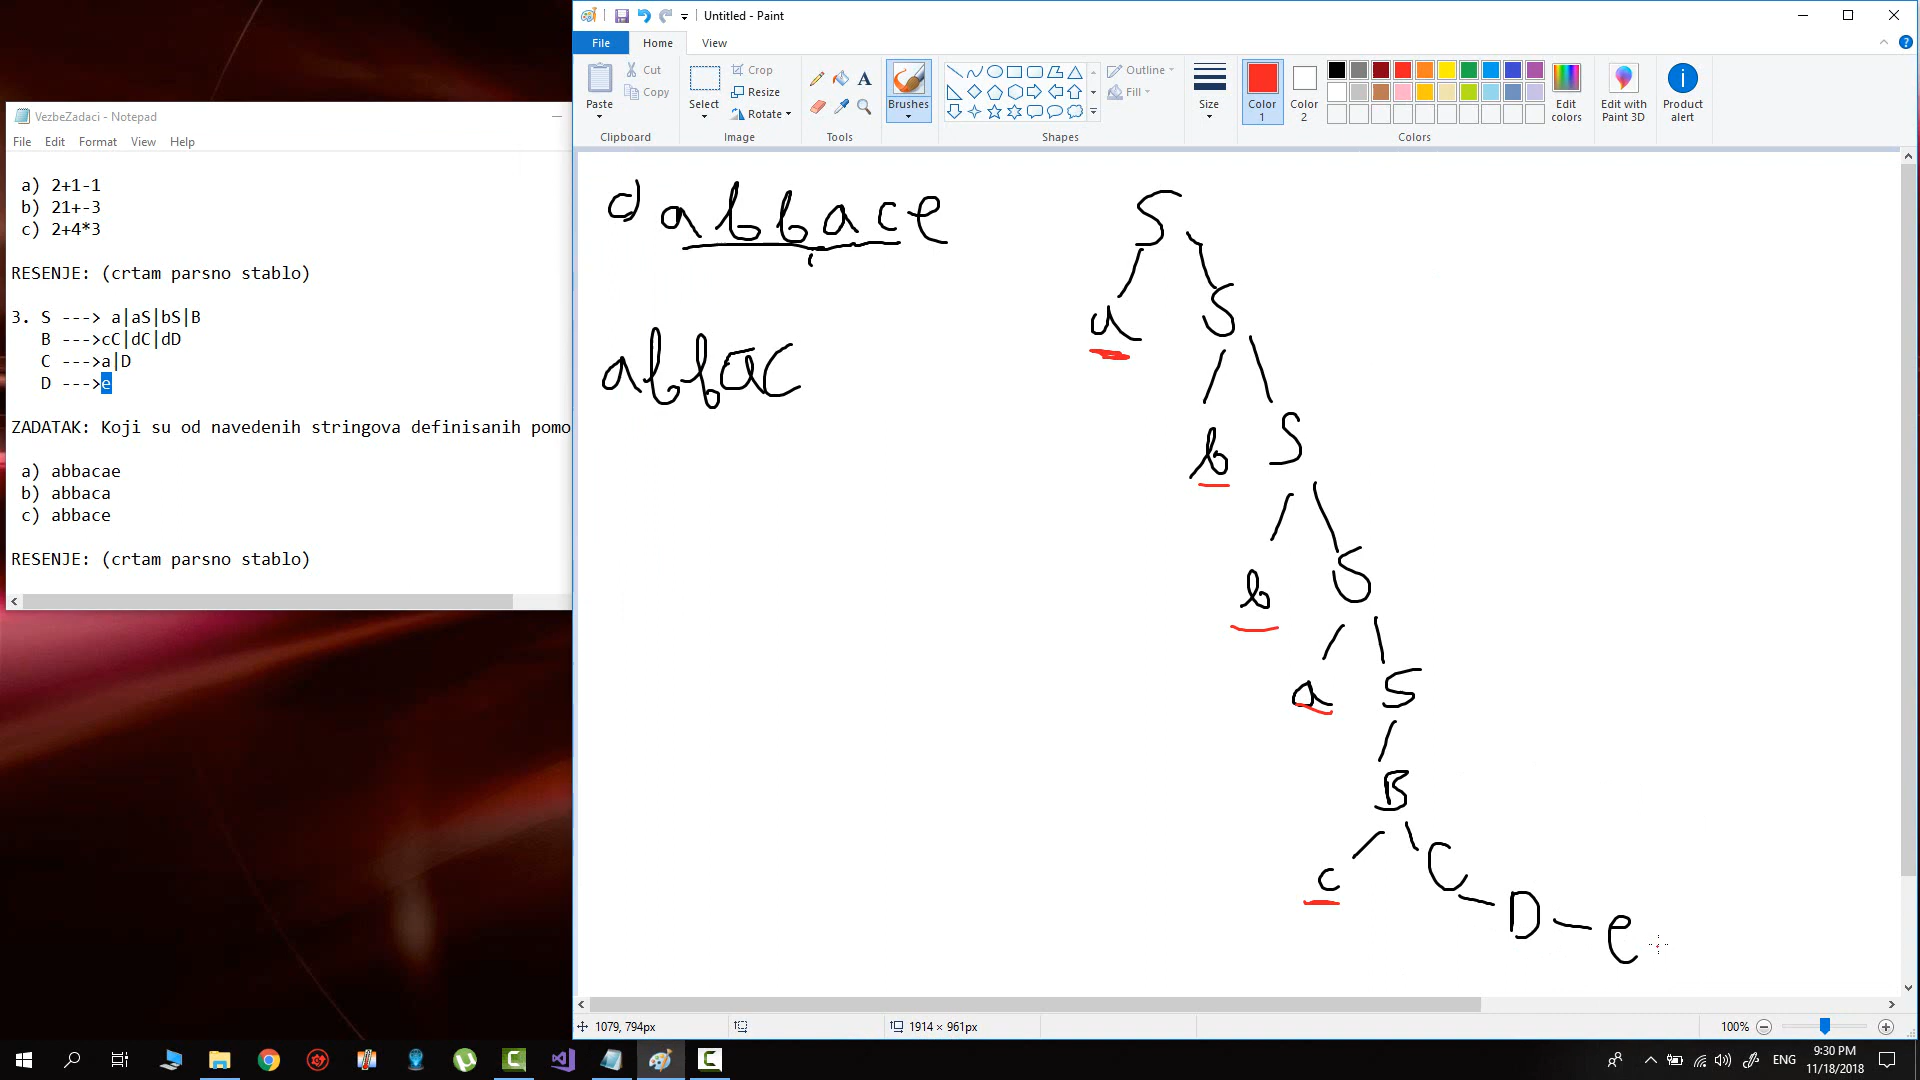 VezbeZadaci - Notepad
File Edit Format View Help
a) 2+1-1
b) 21+-3
c) 2+4*3
RESENJE: (crtam parsno stablo)
3. S ---> a|aS|bS|B
B --->cC|dC|dD
C --->a|D
D --->e
ZADATAK: Koji su od navedenih stringova definisanih pomo
a) abbacae
b) abbaca
c) abbace
RESENJE: (crtam parsno stablo)
Untitled - Paint
File Home View
Paste
Cut
Copy
Clipboard
Select
Crop
Resize
Rotate
Image
A
Tools
Brushes
Shapes
Outline
Fill
Size
Color 1
Color 2
Edit colors
Colors
Edit with Paint 3D
Product alert
abbace
abbac
S
a S
b S
b S
a S
B
c C D e
1079, 794px
1914 × 961px
100%
ENG
9:30 PM
11/18/2018